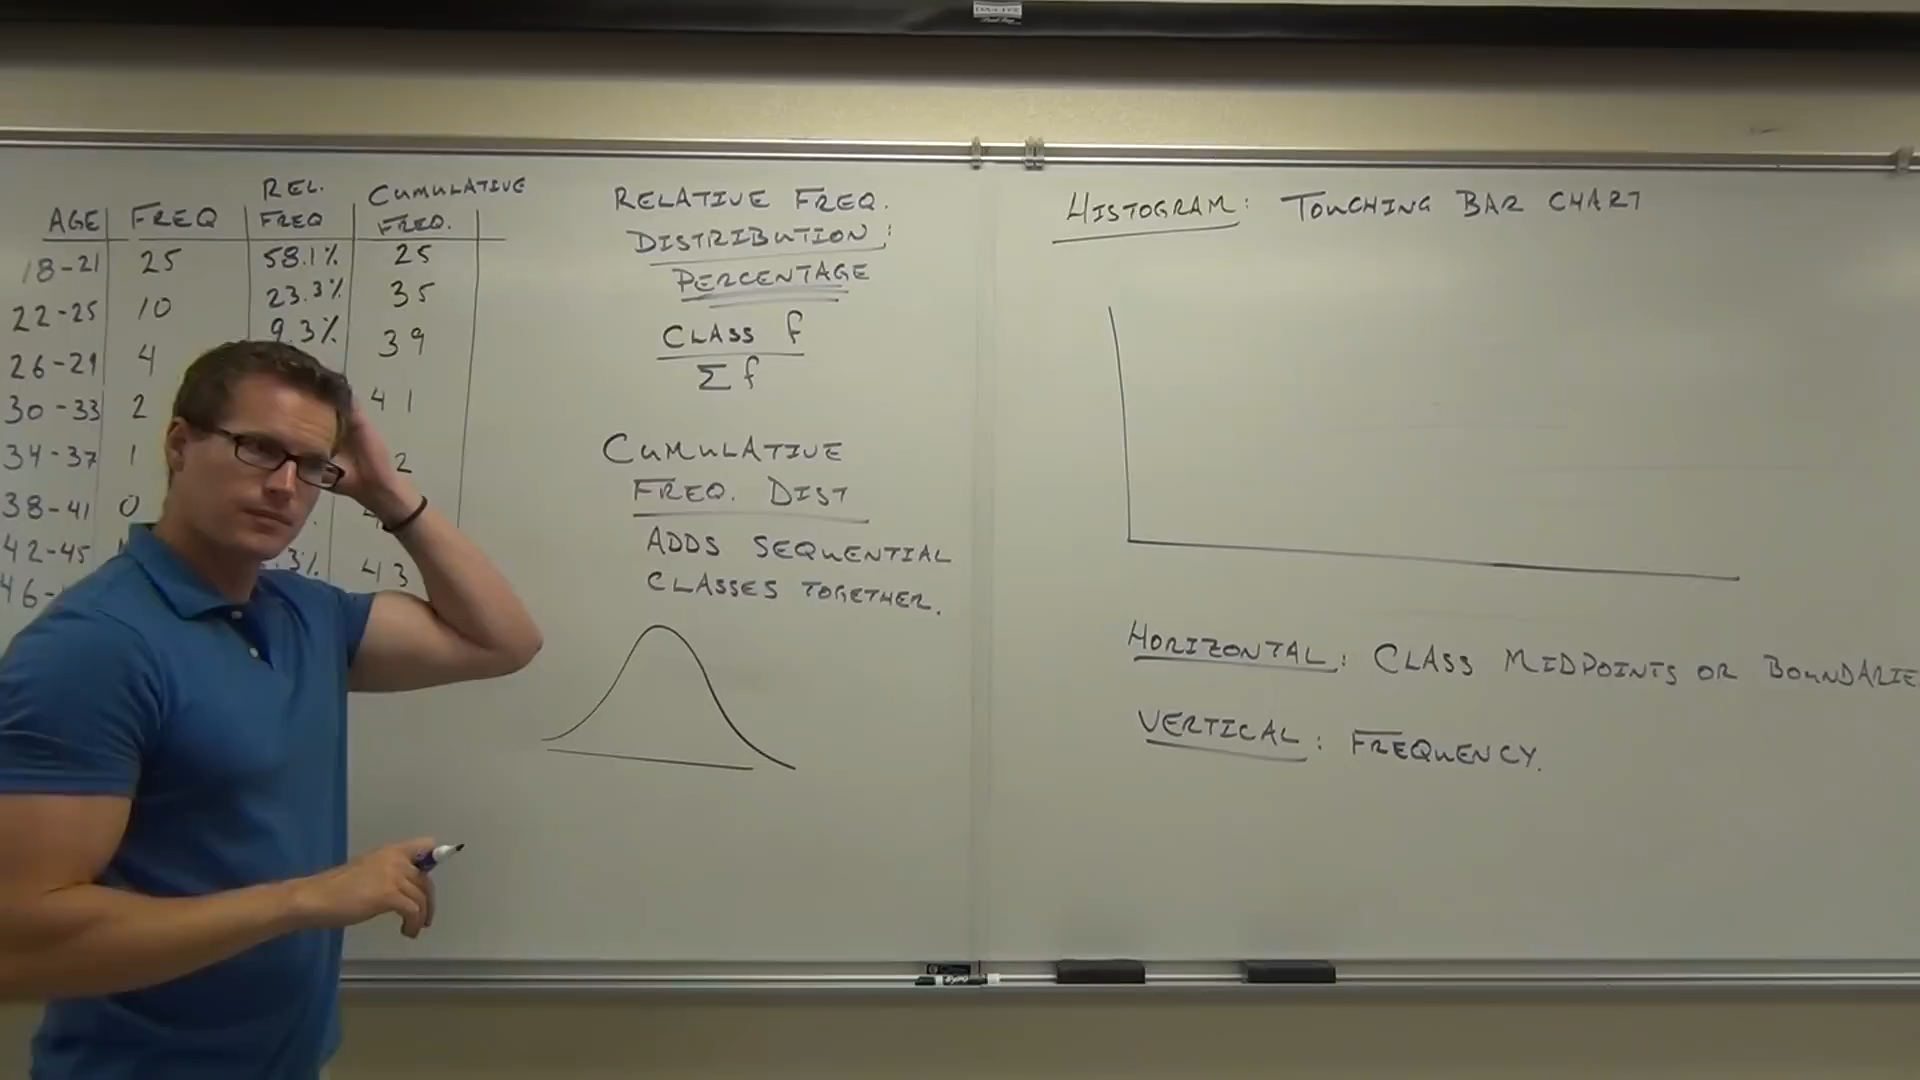 REL. CUMULATIVE
AGE FREQ FREQ FREQ.
18-21 25 58.1% 25
22-25 10 23.3% 35
26-29 4 9.3% 39
30-33 2 41
34-37 1 2
38-41 0
42-45 .3% 43
46-
RELATIVE FREQ.
DISTRIBUTION:
PERCENTAGE
CLASS f
Σ f
CUMULATIVE
FREQ. DIST
ADDS SEQUENTIAL
CLASSES TOGETHER.
HISTOGRAM: TOUCHING BAR CHART
HORIZONTAL: CLASS MIDPOINTS OR BOUNDARIE
VERTICAL: FREQUENCY.